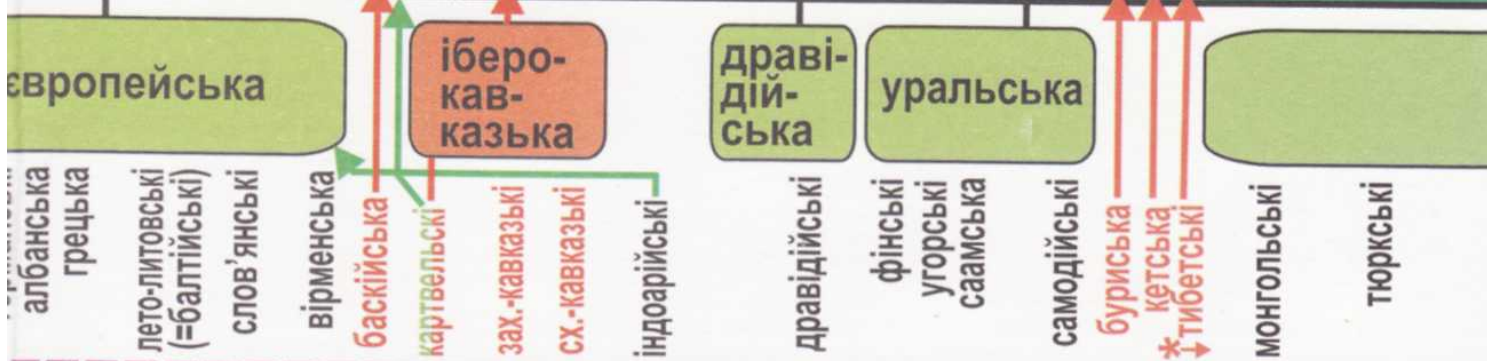 європейська
іберо-
кав-
казька
драві-
дій-
ська
уральська
албанська
грецька
лето-литовські
(=балтійські)
слов’янські
вірменська
баскійська
картвельскі
зах.-кавказькі
сх.-кавказькі
індоарійські
дравідійські
фінські
угорські
саамська
самодійські
буриська
кетська
*тибетські
монгольські
тюркські